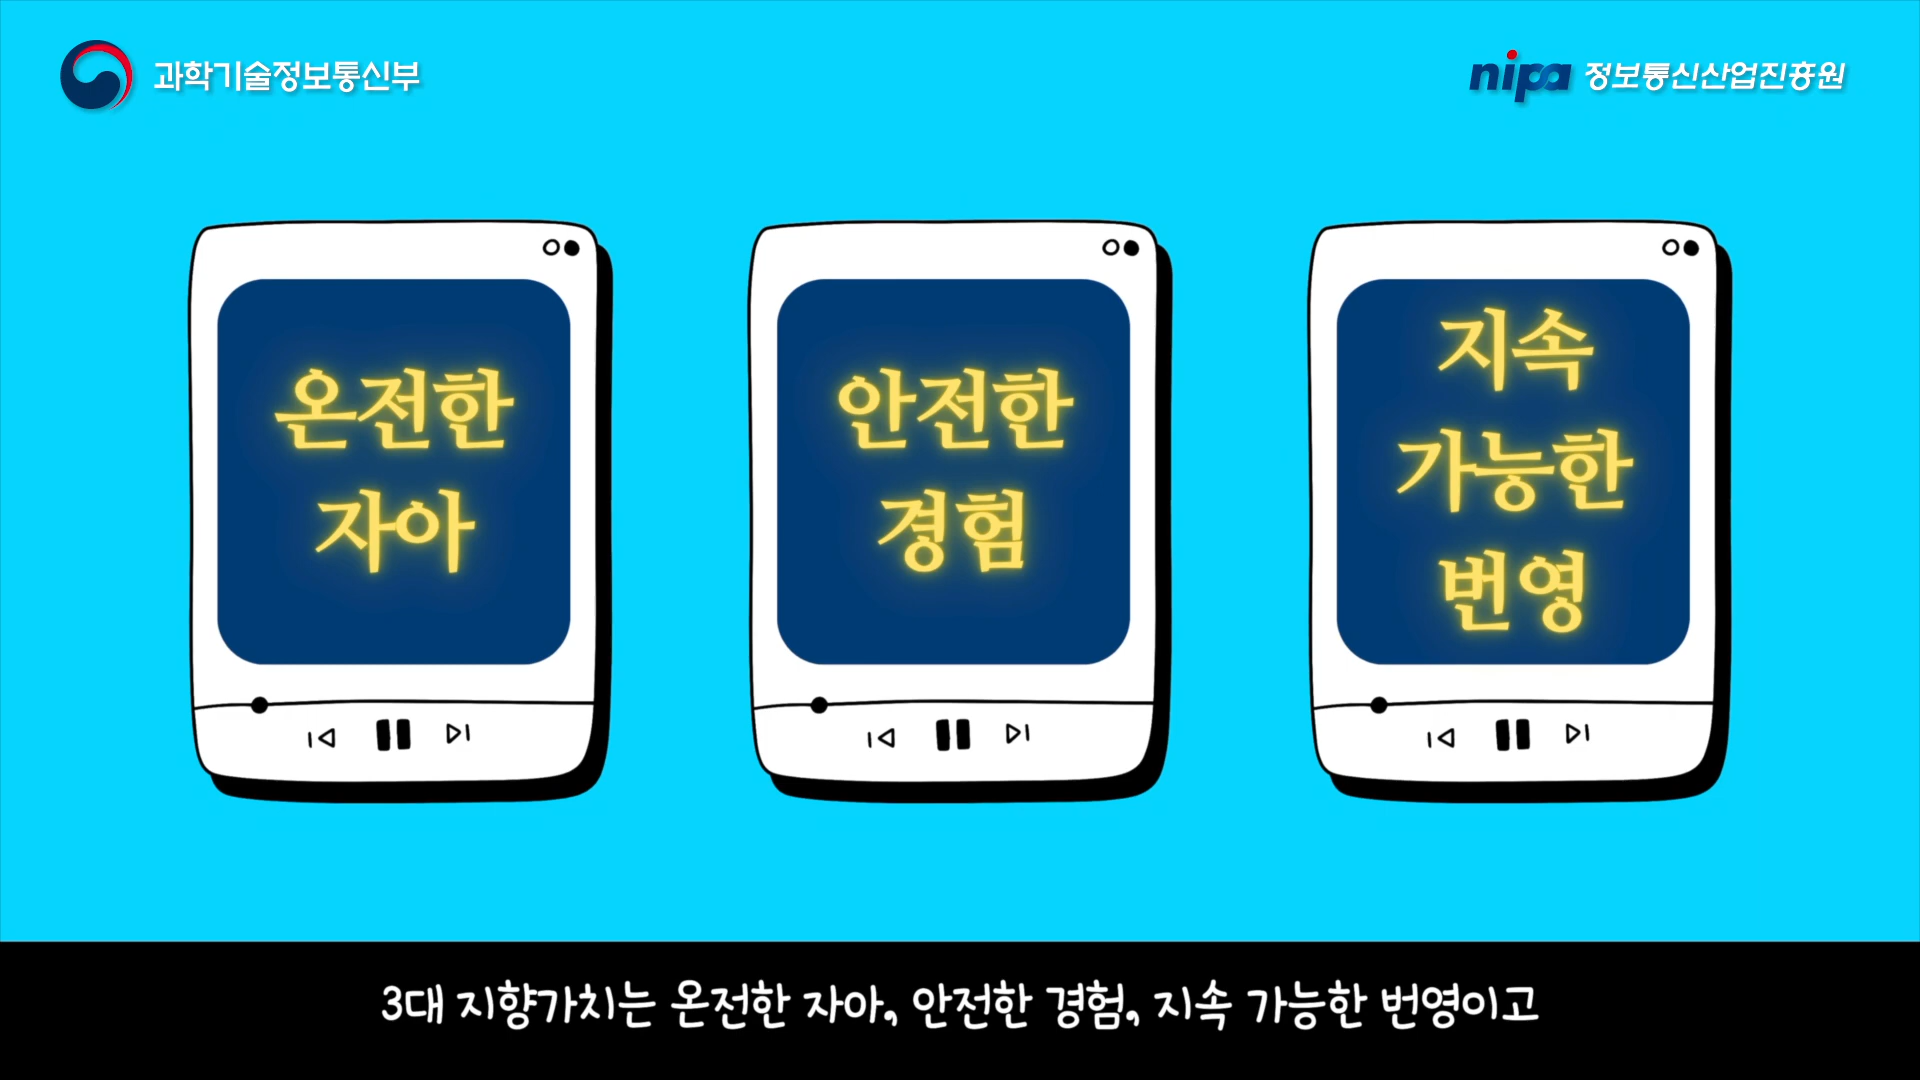 과학기술정보통신부
nipa 정보통신산업진흥원
온전한
자아
안전한
경험
지속
가능한
번영
3대 지향가치는 온전한 자아, 안전한 경험, 지속 가능한 번영이고